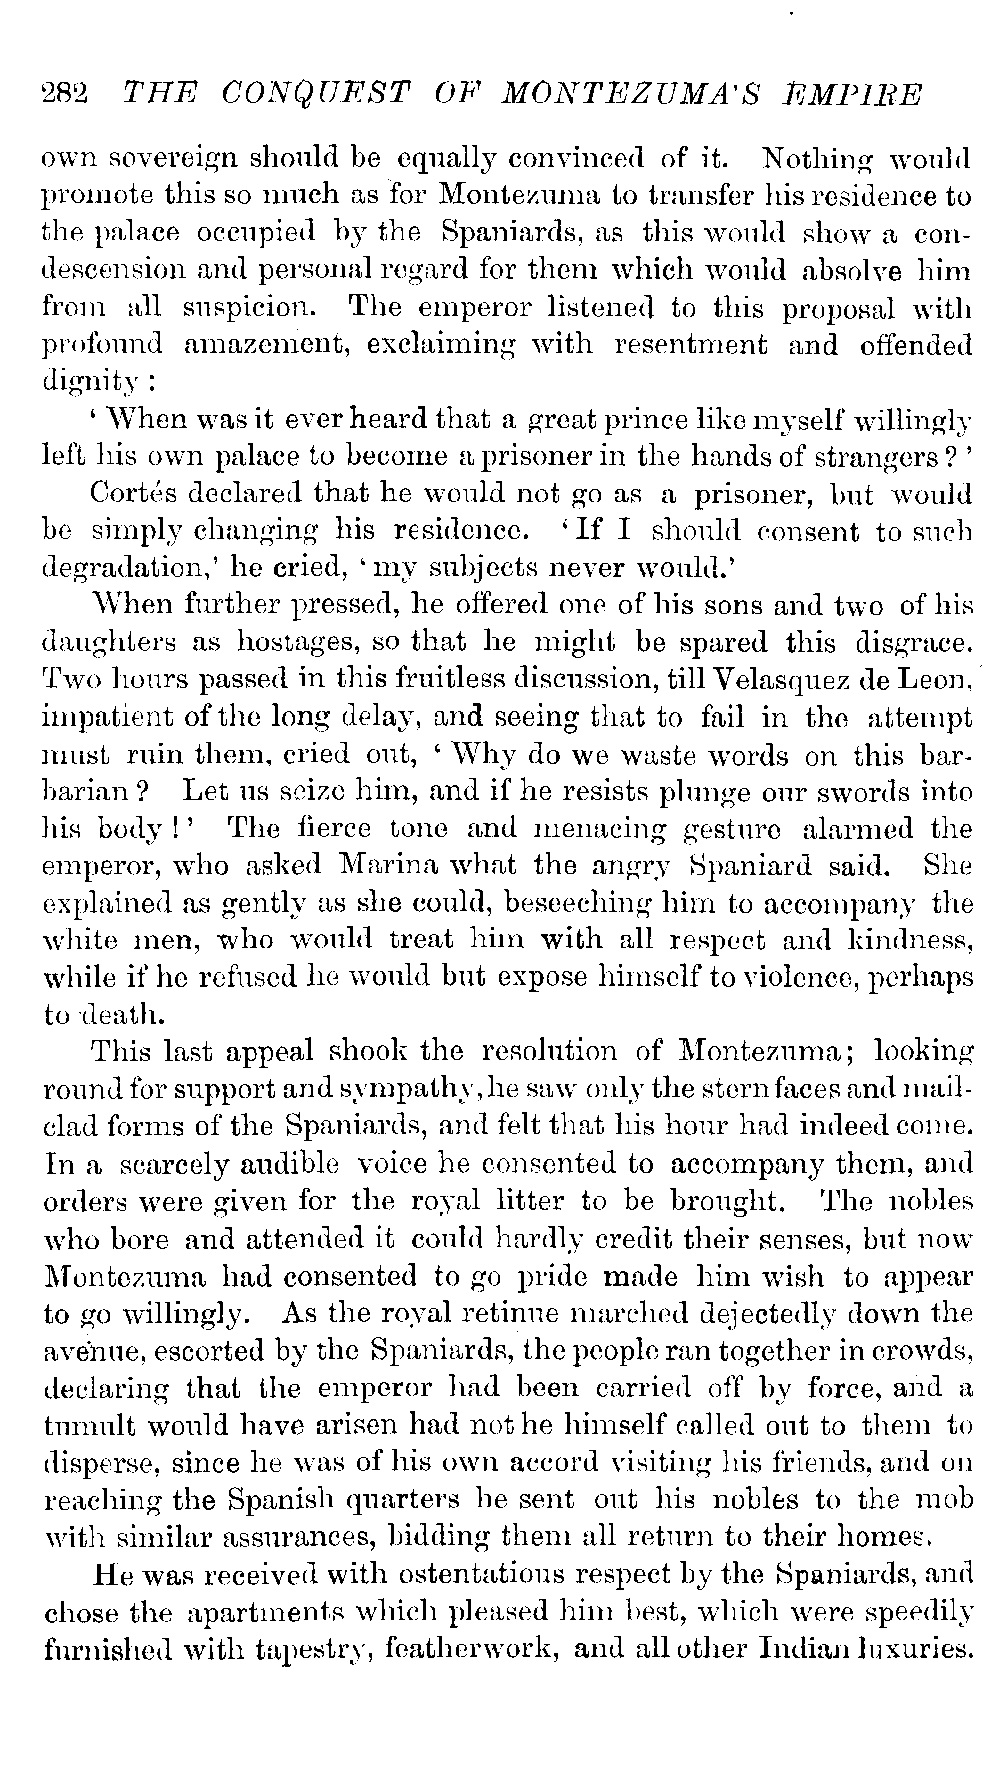 282 THE CONQUEST OF MONTEZUMA'S EMPIRE
own sovereign should be equally convinced of it. Nothing would
promote this so much as for Montezuma to transfer his residence to
the palace occupied by the Spaniards, as this would show a con-
descension and personal regard for them which would absolve him
from all suspicion. The emperor listened to this proposal with
profound amazement, exclaiming with resentment and offended
dignity :
‘ When was it ever heard that a great prince like myself willingly
left his own palace to become a prisoner in the hands of strangers ? ’
Cortés declared that he would not go as a prisoner, but would
be simply changing his residence. ‘ If I should consent to such
degradation,’ he cried, ‘ my subjects never would.’
When further pressed, he offered one of his sons and two of his
daughters as hostages, so that he might be spared this disgrace.
Two hours passed in this fruitless discussion, till Velasquez de Leon,
impatient of the long delay, and seeing that to fail in the attempt
must ruin them, cried out, ‘ Why do we waste words on this bar-
barian ? Let us seize him, and if he resists plunge our swords into
his body ! ’ The fierce tone and menacing gesture alarmed the
emperor, who asked Marina what the angry Spaniard said. She
explained as gently as she could, beseeching him to accompany the
white men, who would treat him with all respect and kindness,
while if he refused he would but expose himself to violence, perhaps
to death.
This last appeal shook the resolution of Montezuma; looking
round for support and sympathy, he saw only the stern faces and mail-
clad forms of the Spaniards, and felt that his hour had indeed come.
In a scarcely audible voice he consented to accompany them, and
orders were given for the royal litter to be brought. The nobles
who bore and attended it could hardly credit their senses, but now
Montezuma had consented to go pride made him wish to appear
to go willingly. As the royal retinue marched dejectedly down the
avenue, escorted by the Spaniards, the people ran together in crowds,
declaring that the emperor had been carried off by force, and a
tumult would have arisen had not he himself called out to them to
disperse, since he was of his own accord visiting his friends, and on
reaching the Spanish quarters he sent out his nobles to the mob
with similar assurances, bidding them all return to their homes.
He was received with ostentatious respect by the Spaniards, and
chose the apartments which pleased him best, which were speedily
furnished with tapestry, featherwork, and all other Indian luxuries.